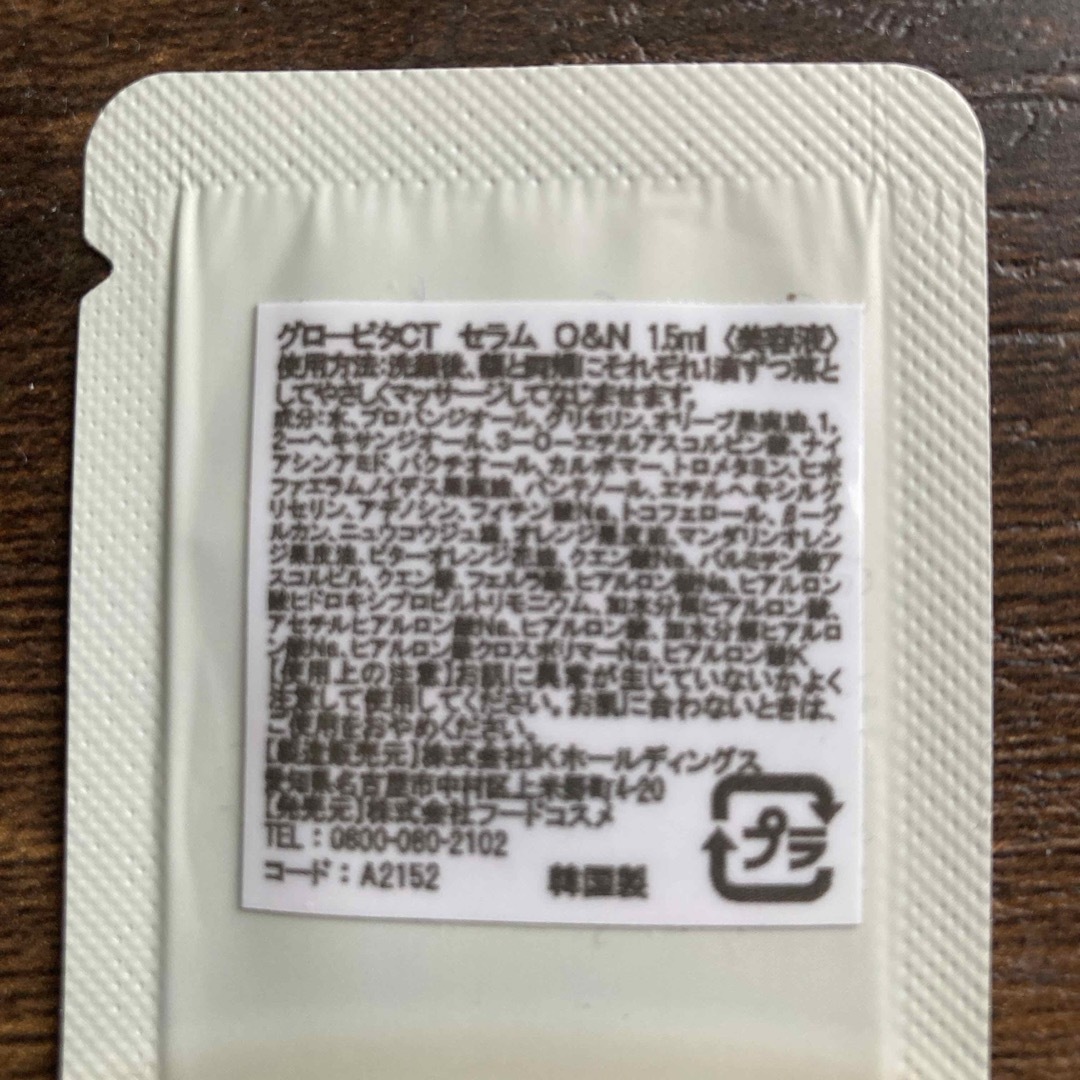 グロービタCT セラム O&N 1.5ml 〈美容液〉
使用方法:洗顔後、額と両頬にそれぞれ1滴ずつ落と
してやさしくマッサージしてなじませます。
成分:水、プロパンジオール、グリセリン、オリーブ果実油、1,
2-ヘキサンジオール、3-O-エチルアスコルビン酸、ナイ
アシンアミド、バクチオール、カルボマー、トロメタミン、ヒポ
ファエラムノイデス果実油、パンテノール、エチルヘキシルグ
リセリン、アデノシン、フィチン酸Na、トコフェロール、β-グ
ルカン、ニュウコウジュ油、オレンジ果皮油、マンダリンオレン
ジ果皮油、ビターオレンジ花油、クエン酸Na、パルミチン酸ア
スコルビル、クエン酸、フェルラ酸、ヒアルロン酸Na、ヒアルロン
酸ヒドロキシプロピルトリモニウム、加水分解ヒアルロン酸、
アセチルヒアルロン酸Na、ヒアルロン酸、加水分解ヒアルロ
ン酸Na、ヒアルロン酸クロスポリマーNa、ヒアルロン酸K
【使用上の注意】お肌に異常が生じていないかよく
注意して使用してください。お肌に合わないときは、
ご使用をおやめください。
【製造販売元】株式会社IKホールディングス
愛知県名古屋市中村区上米野町4-20
【発売元】株式会社フードコスメ
TEL:0800-080-2102
コード:A2152 韓国製
プラ